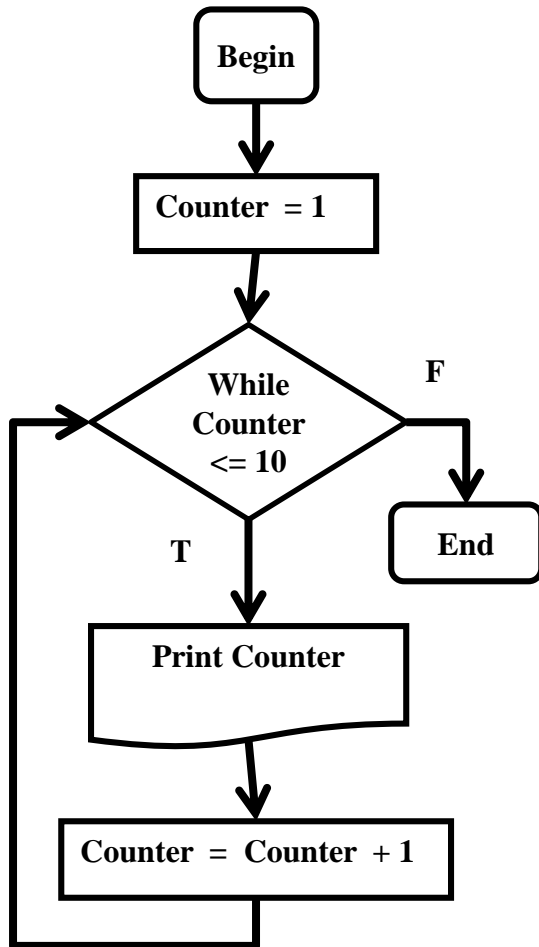 Begin
Counter = 1
While
Counter
<= 10
F
T
End
Print Counter
Counter = Counter + 1